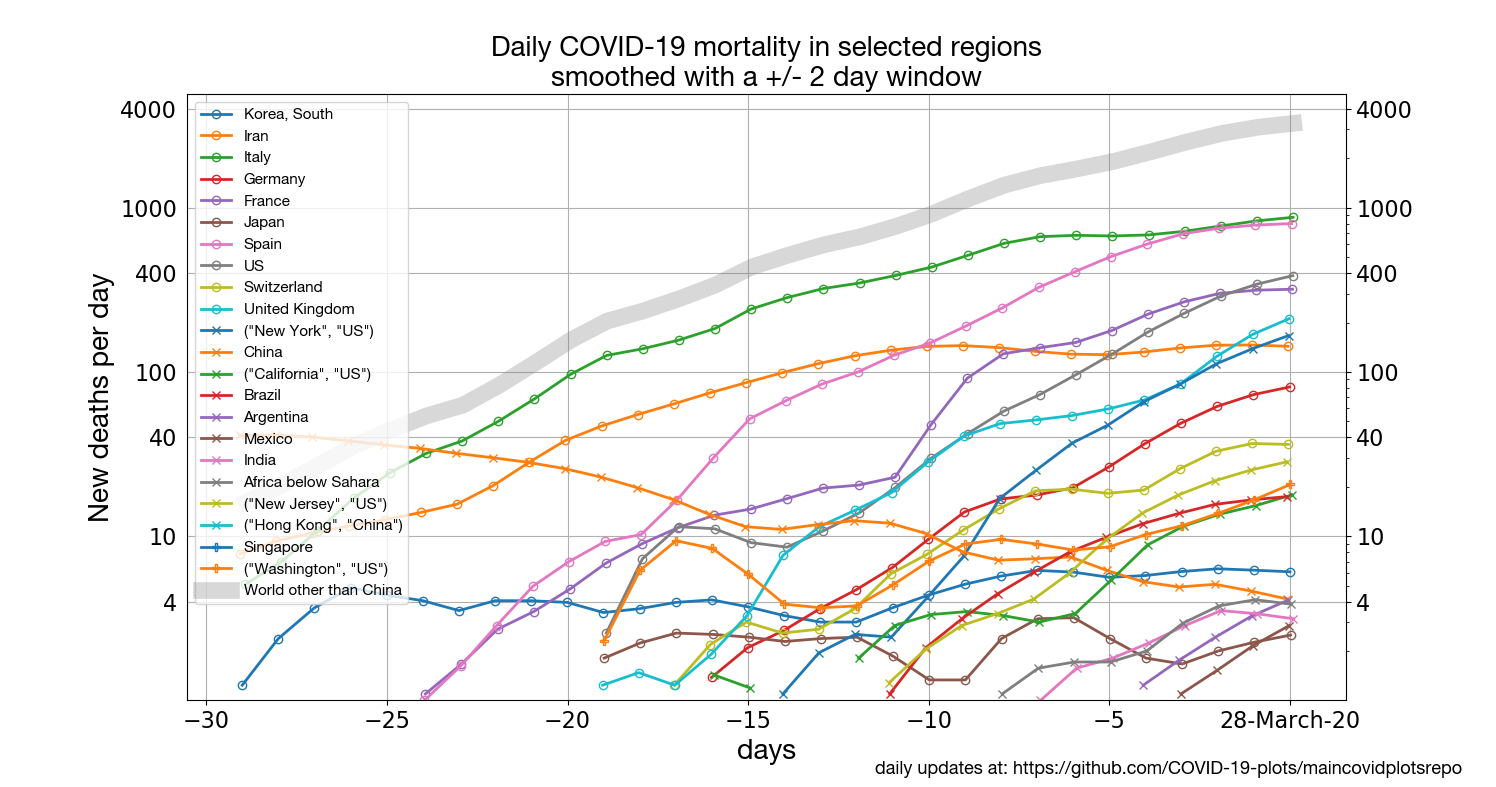 Daily COVID-19 mortality in selected regions
smoothed with a +/- 2 day window
New deaths per day
4000
1000
400
100
40
10
4
Korea, South
Iran
Italy
Germany
France
Japan
Spain
US
Switzerland
United Kingdom
("New York", "US")
China
("California", "US")
Brazil
Argentina
Mexico
India
Africa below Sahara
("New Jersey", "US")
("Hong Kong", "China")
Singapore
("Washington", "US")
World other than China
4000
1000
400
100
40
10
4
−30 −25 −20 −15 −10 −5 28-March-20
days
daily updates at: https://github.com/COVID-19-plots/maincovidplotsrepo